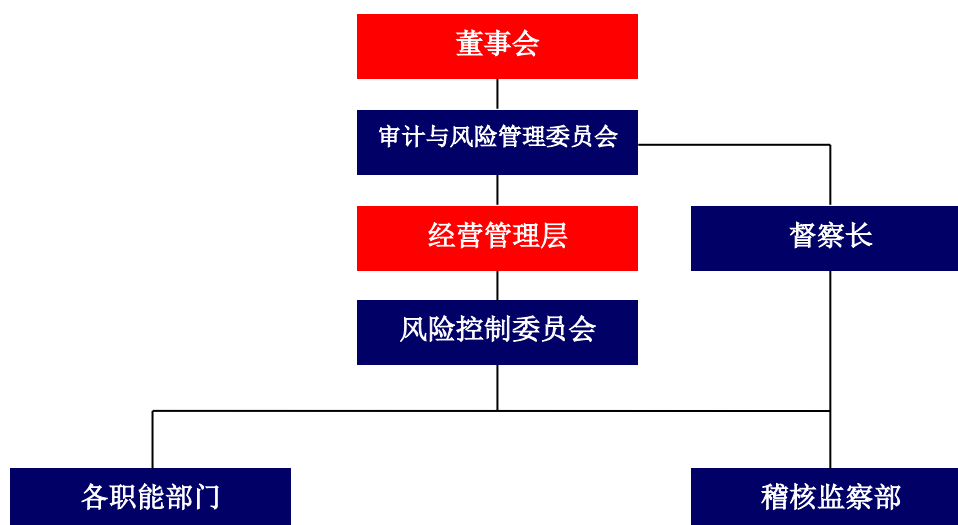 董事会
审计与风险管理委员会
经营管理层
督察长
风险控制委员会
各职能部门
稽核监察部